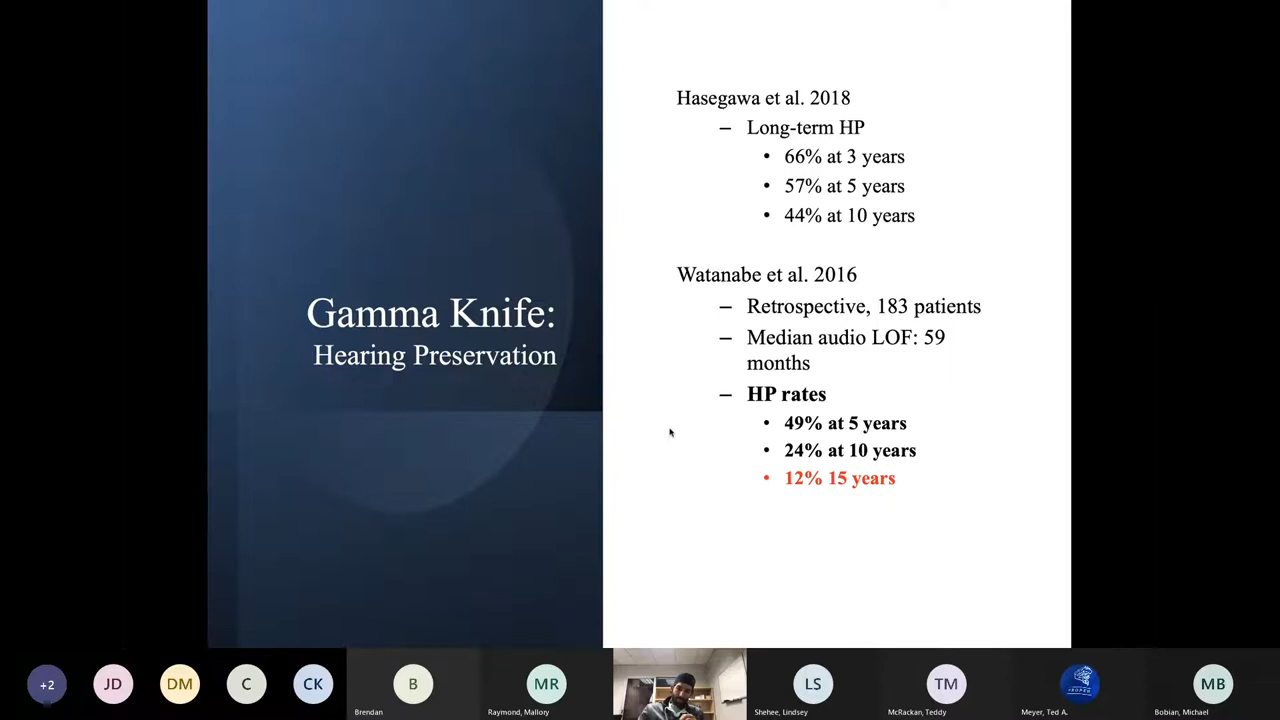 Gamma Knife:
Hearing Preservation
Hasegawa et al. 2018
– Long-term HP
• 66% at 3 years
• 57% at 5 years
• 44% at 10 years
Watanabe et al. 2016
– Retrospective, 183 patients
– Median audio LOF: 59
months
– HP rates
• 49% at 5 years
• 24% at 10 years
• 12% 15 years
+2
JD
DM
C
CK
B
Brendan
MR
Raymond, Mallory
LS
Shehee, Lindsey
TM
McRackan, Teddy
Meyer, Ted A.
MB
Bobian, Michael